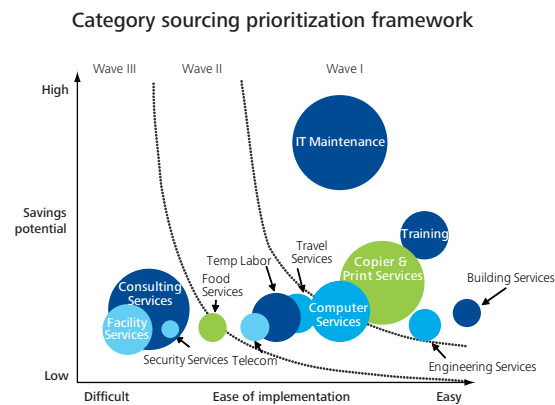 Category sourcing prioritization framework
Wave III
Wave II
Wave I
High
IT Maintenance
Savings
potential
Training
Travel
Services
Temp Labor
Copier &
Print Services
Food
Services
Building Services
Consulting
Services
Computer
Services
Facility
Services
Security Services
Telecom
Engineering Services
Low
Difficult
Ease of implementation
Easy